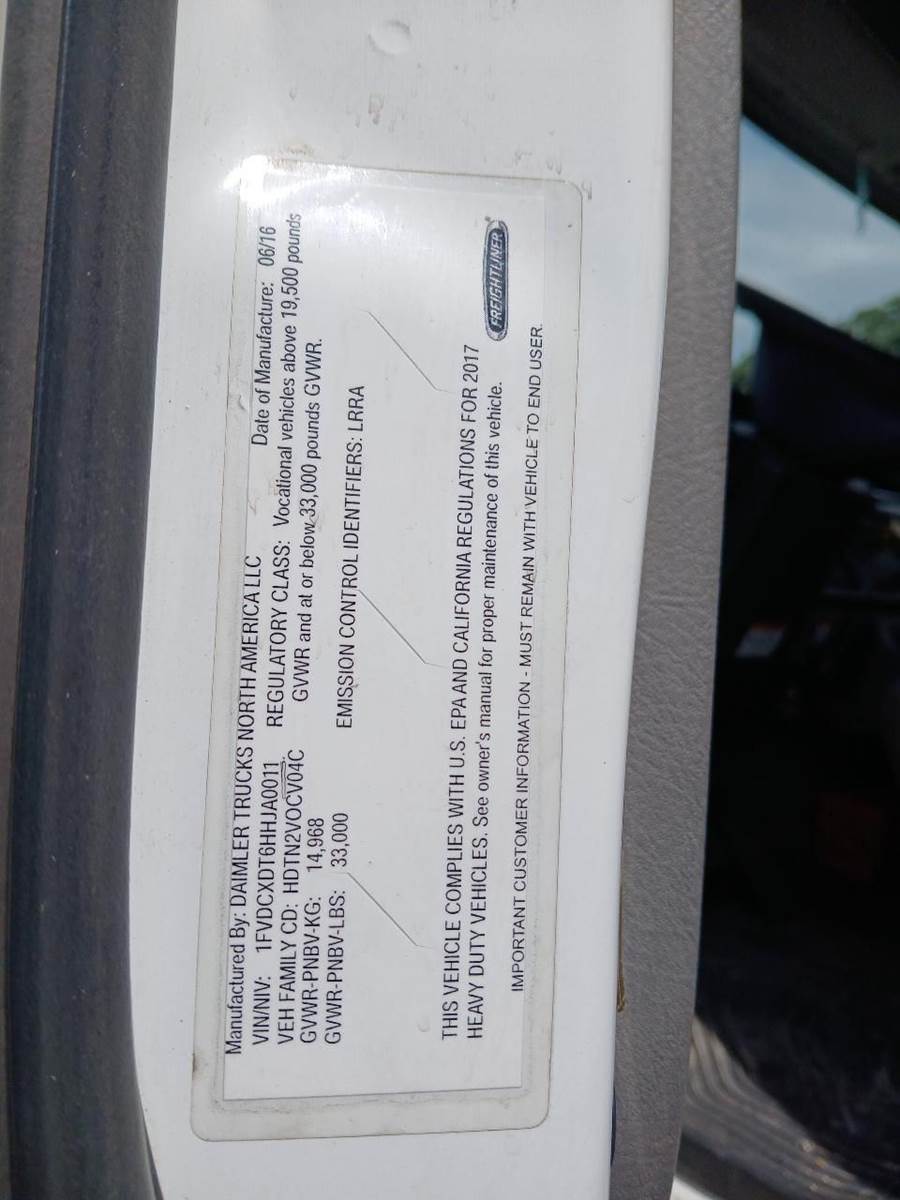 Manufactured By: DAIMLER TRUCKS NORTH AMERICA LLC
VIN/NIV: 1FVDCXDT6HHJA0011 Date of Manufacture: 06/16
VEH FAMILY CD: HDTN2VOCV04C REGULATORY CLASS: Vocational vehicles above 19,500 pounds
GVWR-PNBV-KG: 14,968 GVWR and at or below 33,000 pounds GVWR.
GVWR-PNBV-LBS: 33,000 EMISSION CONTROL IDENTIFIERS: LRRA
THIS VEHICLE COMPLIES WITH U.S. EPA AND CALIFORNIA REGULATIONS FOR 2017
HEAVY DUTY VEHICLES. See owner's manual for proper maintenance of this vehicle.
FREIGHTLINER
IMPORTANT CUSTOMER INFORMATION - MUST REMAIN WITH VEHICLE TO END USER.